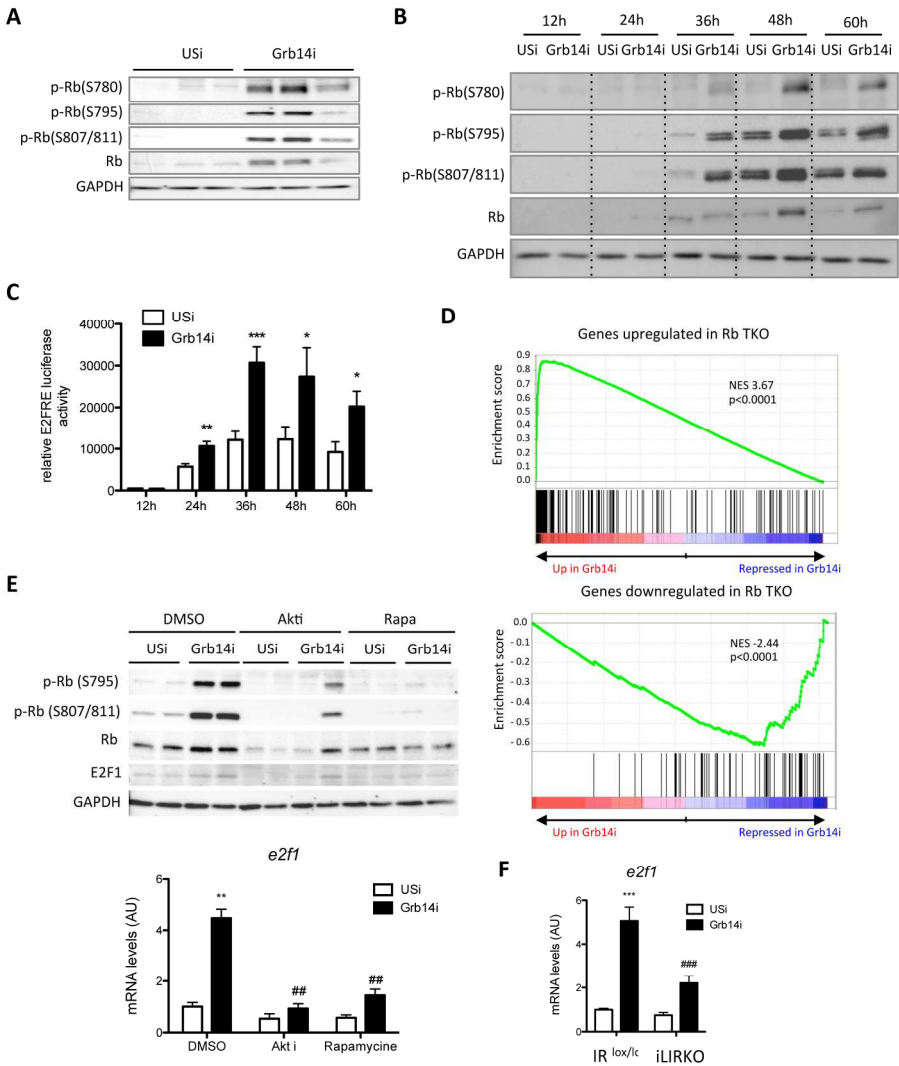 A
USi Grb14i
p-Rb(S780)
p-Rb(S795)
p-Rb(S807/811)
Rb
GAPDH
B
12h 24h 36h 48h 60h
USi Grb14i USi Grb14i USi Grb14i USi Grb14i USi Grb14i
p-Rb(S780)
p-Rb(S795)
p-Rb(S807/811)
Rb
GAPDH
C
USi
Grb14i
relative E2FRE luciferase
activity
40000
30000
20000
10000
0
** *** * *
12h 24h 36h 48h 60h
D
Genes upregulated in Rb TKO
Enrichment score
0.9
0.8
0.7
0.6
0.5
0.4
0.3
0.2
0.1
0.0
NES 3.67
p<0.0001
Up in Grb14i Repressed in Grb14i
Genes downregulated in Rb TKO
Enrichment score
0.0
- 0.1
- 0.2
- 0.3
- 0.4
- 0.5
- 0.6
NES -2.44
p<0.0001
Up in Grb14i Repressed in Grb14i
E
DMSO Akti Rapa
USi Grb14i USi Grb14i USi Grb14i
p-Rb (S795)
p-Rb (S807/811)
Rb
E2F1
GAPDH
e2f1
mRNA levels (AU)
6
4
2
0
** ## ##
USi
Grb14i
DMSO Akt i Rapamycine
F
e2f1
mRNA levels (AU)
6
4
2
0
*** ###
USi
Grb14i
IR lox/lc iLIRKO